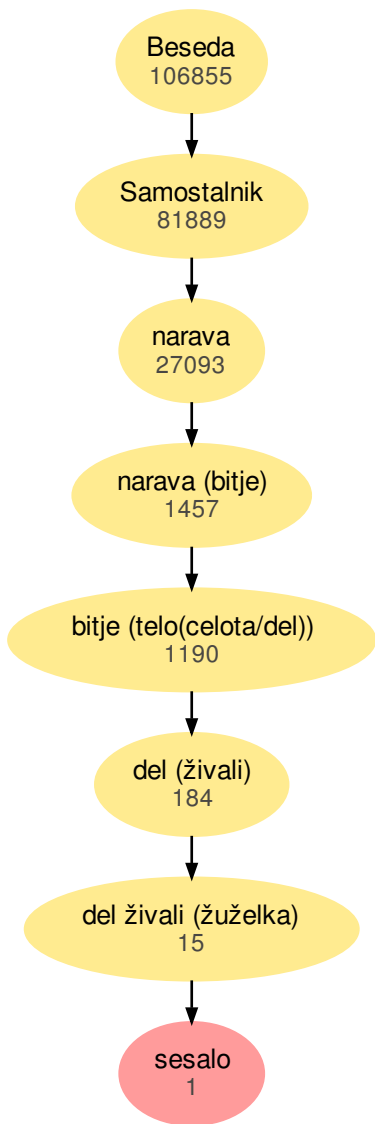 Beseda
106855
Samostalnik
81889
narava
27093
narava (bitje)
1457
bitje (telo(celota/del))
1190
del (živali)
184
del živali (žuželka)
15
sesalo
1